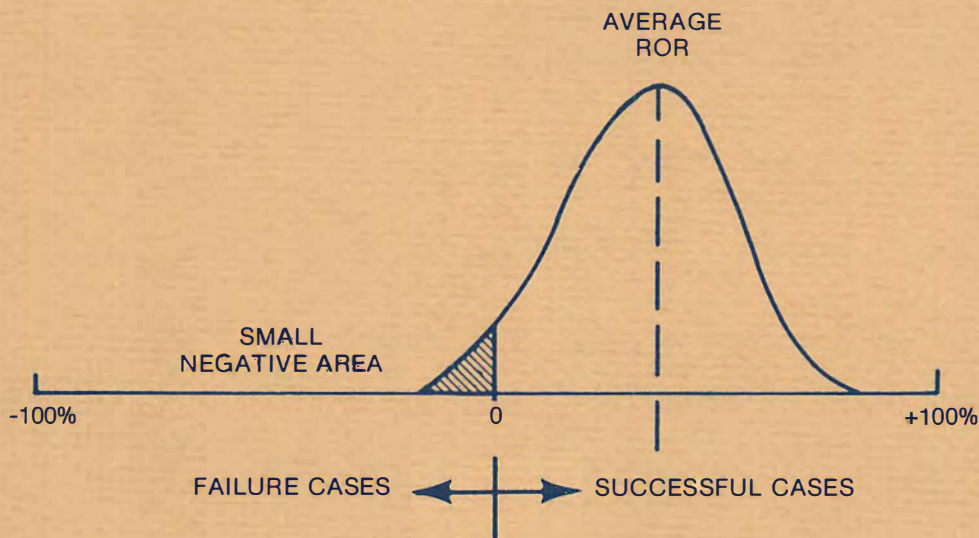 AVERAGE
ROR
SMALL
NEGATIVE AREA
-100%
0
+100%
FAILURE CASES
SUCCESSFUL CASES